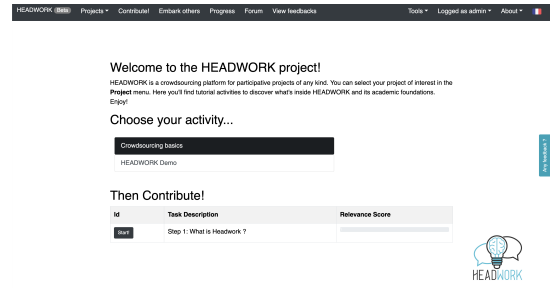 HEADWORK Beta Projects Contribute! Embark others Progress Forum View feedbacks Tools Logged as admin About
Welcome to the HEADWORK project!
HEADWORK is a crowdsourcing platform for participative projects of any kind. You can select your project of interest in the
Project menu. Here you'll find tutorial activities to discover what's inside HEADWORK and its academic foundations.
Enjoy!
Choose your activity...
Crowdsourcing basics
HEADWORK Demo
Any feedback ?
Then Contribute!
Id Task Description Relevance Score
Start! Step 1: What is Headwork ?
HEADWORK